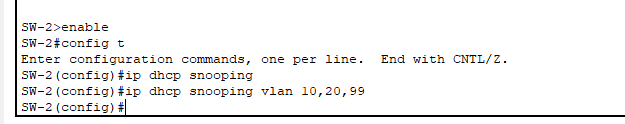 SW-2>enable
SW-2#config t
Enter configuration commands, one per line.  End with CNTL/Z.
SW-2(config)#ip dhcp snooping
SW-2(config)#ip dhcp snooping vlan 10,20,99
SW-2(config)#